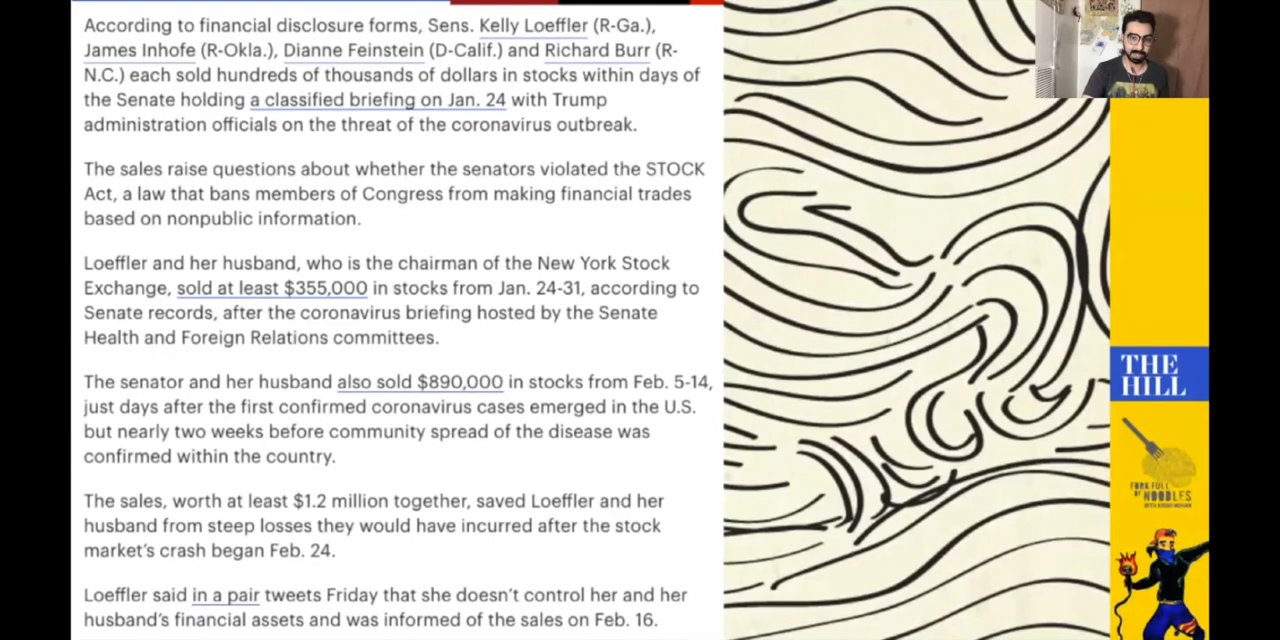 According to financial disclosure forms, Sens. Kelly Loeffler (R-Ga.),
James Inhofe (R-Okla.), Dianne Feinstein (D-Calif.) and Richard Burr (R-
N.C.) each sold hundreds of thousands of dollars in stocks within days of
the Senate holding a classified briefing on Jan. 24 with Trump
administration officials on the threat of the coronavirus outbreak.
The sales raise questions about whether the senators violated the STOCK
Act, a law that bans members of Congress from making financial trades
based on nonpublic information.
Loeffler and her husband, who is the chairman of the New York Stock
Exchange, sold at least $355,000 in stocks from Jan. 24-31, according to
Senate records, after the coronavirus briefing hosted by the Senate
Health and Foreign Relations committees.
The senator and her husband also sold $890,000 in stocks from Feb. 5-14,
just days after the first confirmed coronavirus cases emerged in the U.S.
but nearly two weeks before community spread of the disease was
confirmed within the country.
The sales, worth at least $1.2 million together, saved Loeffler and her
husband from steep losses they would have incurred after the stock
market's crash began Feb. 24.
Loeffler said in a pair tweets Friday that she doesn't control her and her
husband's financial assets and was informed of the sales on Feb. 16.
THE
HILL
FORK FULL
OF NOODLES